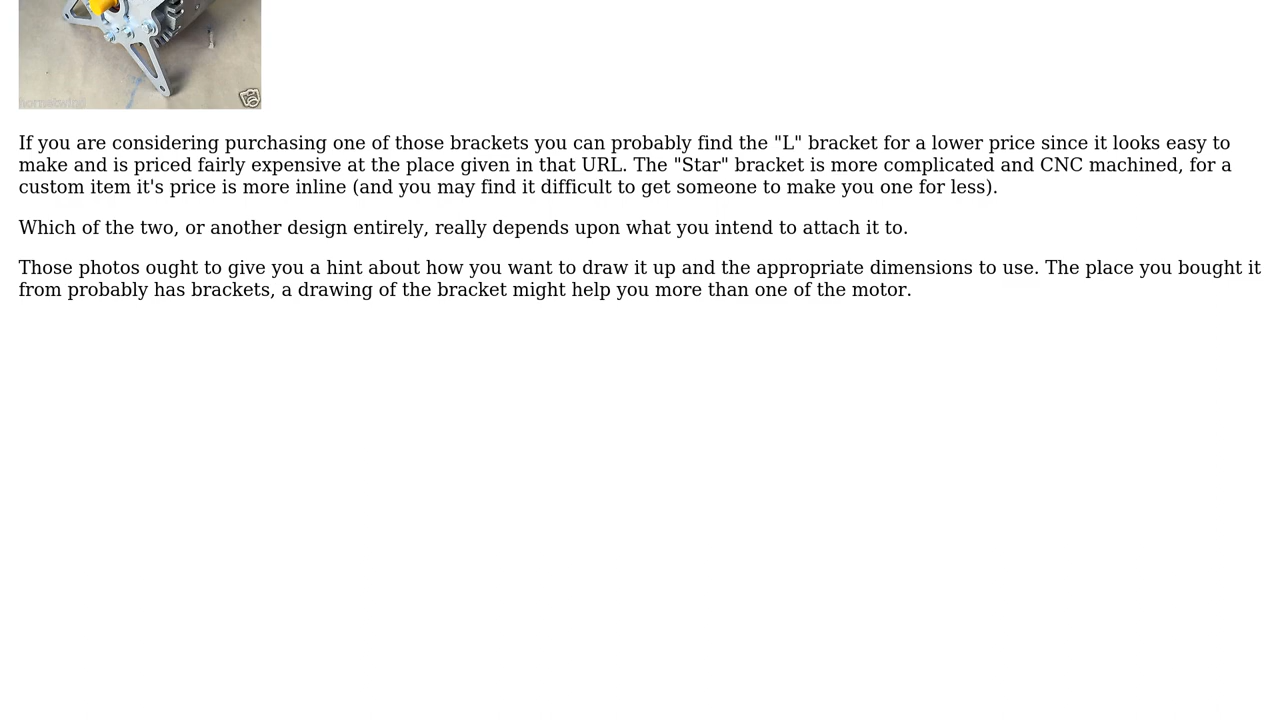 hornetwind
If you are considering purchasing one of those brackets you can probably find the "L" bracket for a lower price since it looks easy to
make and is priced fairly expensive at the place given in that URL. The "Star" bracket is more complicated and CNC machined, for a
custom item it's price is more inline (and you may find it difficult to get someone to make you one for less).
Which of the two, or another design entirely, really depends upon what you intend to attach it to.
Those photos ought to give you a hint about how you want to draw it up and the appropriate dimensions to use. The place you bought it
from probably has brackets, a drawing of the bracket might help you more than one of the motor.